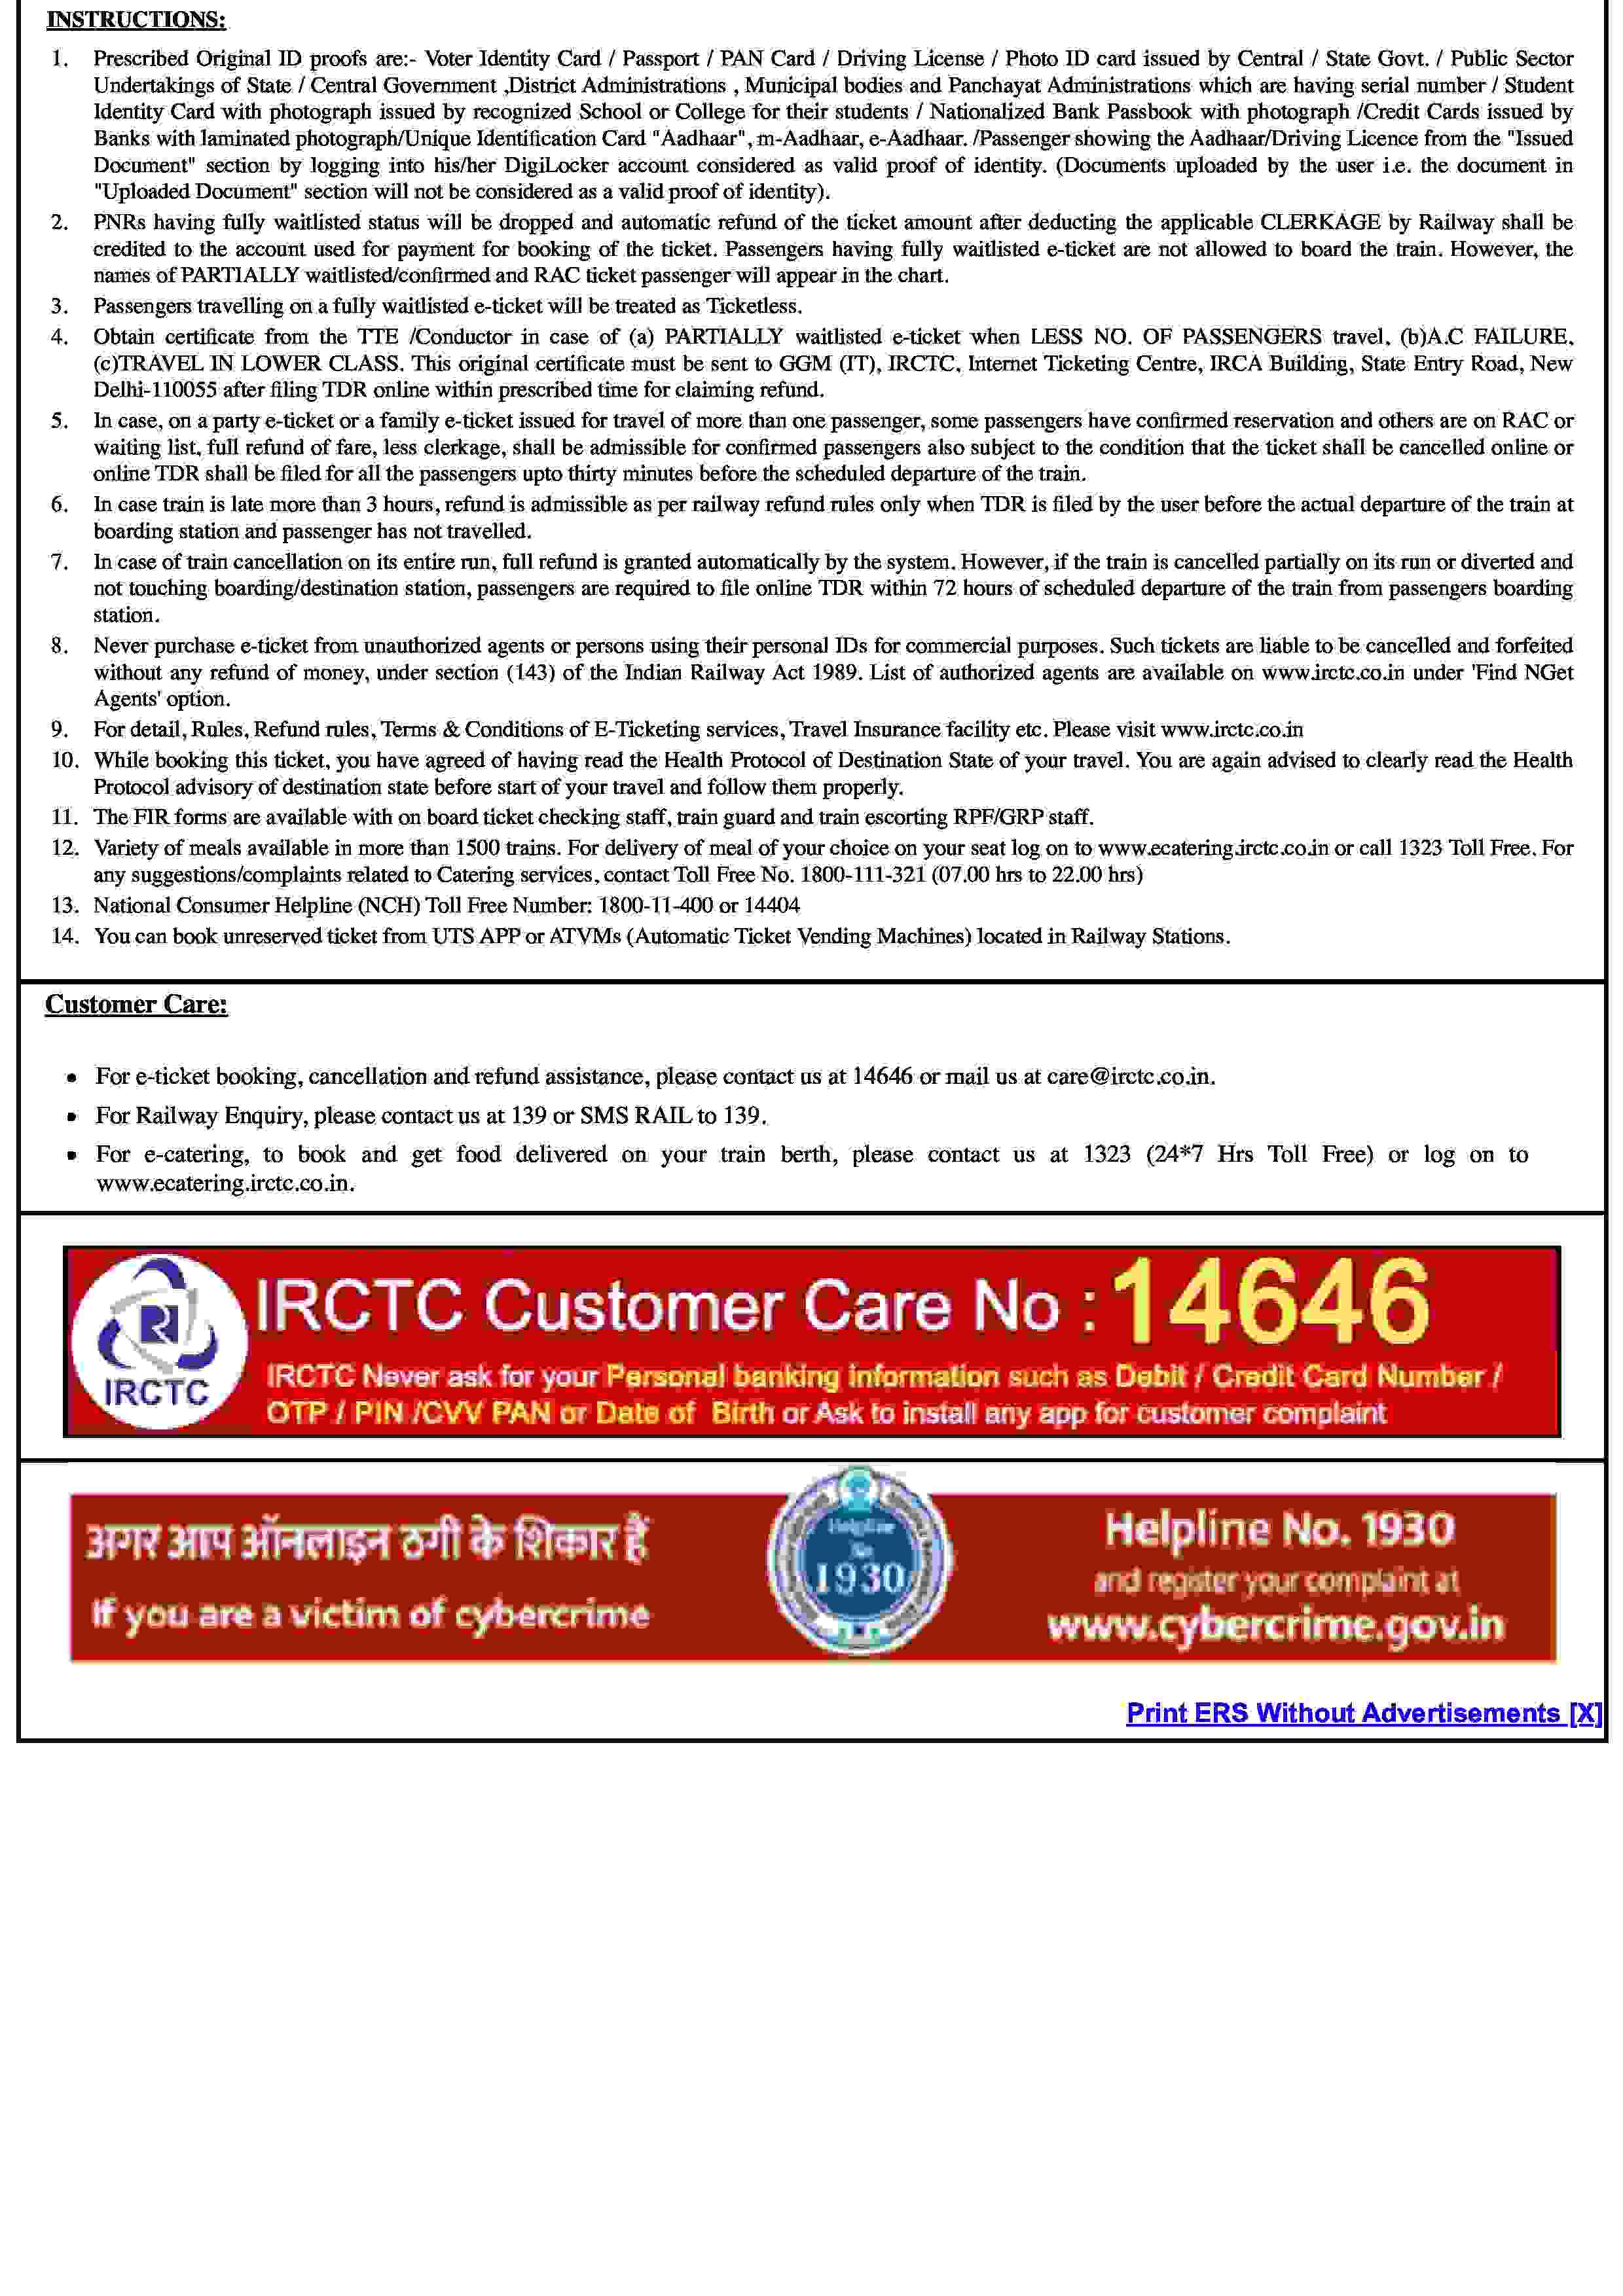 INSTRUCTIONS:
1. Prescribed Original ID proofs are:- Voter Identity Card / Passport / PAN Card / Driving License / Photo ID card issued by Central / State Govt. / Public Sector
Undertakings of State / Central Government ,District Administrations , Municipal bodies and Panchayat Administrations which are having serial number / Student
Identity Card with photograph issued by recognized School or College for their students / Nationalized Bank Passbook with photograph /Credit Cards issued by
Banks with laminated photograph/Unique Identification Card "Aadhaar", m-Aadhaar, e-Aadhaar. /Passenger showing the Aadhaar/Driving Licence from the "Issued
Document" section by logging into his/her DigiLocker account considered as valid proof of identity. (Documents uploaded by the user i.e. the document in
"Uploaded Document" section will not be considered as a valid proof of identity).
2. PNRs having fully waitlisted status will be dropped and automatic refund of the ticket amount after deducting the applicable CLERKAGE by Railway shall be
credited to the account used for payment for booking of the ticket. Passengers having fully waitlisted e-ticket are not allowed to board the train. However, the
names of PARTIALLY waitlisted/confirmed and RAC ticket passenger will appear in the chart.
3. Passengers travelling on a fully waitlisted e-ticket will be treated as Ticketless.
4. Obtain certificate from the TTE /Conductor in case of (a) PARTIALLY waitlisted e-ticket when LESS NO. OF PASSENGERS travel, (b)A.C FAILURE,
(c)TRAVEL IN LOWER CLASS. This original certificate must be sent to GGM (IT), IRCTC, Internet Ticketing Centre, IRCA Building, State Entry Road, New
Delhi-110055 after filing TDR online within prescribed time for claiming refund.
5. In case, on a party e-ticket or a family e-ticket issued for travel of more than one passenger, some passengers have confirmed reservation and others are on RAC or
waiting list, full refund of fare, less clerkage, shall be admissible for confirmed passengers also subject to the condition that the ticket shall be cancelled online or
online TDR shall be filed for all the passengers upto thirty minutes before the scheduled departure of the train.
6. In case train is late more than 3 hours, refund is admissible as per railway refund rules only when TDR is filed by the user before the actual departure of the train at
boarding station and passenger has not travelled.
7. In case of train cancellation on its entire run, full refund is granted automatically by the system. However, if the train is cancelled partially on its run or diverted and
not touching boarding/destination station, passengers are required to file online TDR within 72 hours of scheduled departure of the train from passengers boarding
station.
8. Never purchase e-ticket from unauthorized agents or persons using their personal IDs for commercial purposes. Such tickets are liable to be cancelled and forfeited
without any refund of money, under section (143) of the Indian Railway Act 1989. List of authorized agents are available on www.irctc.co.in under 'Find NGet
Agents' option.
9. For detail, Rules, Refund rules, Terms & Conditions of E-Ticketing services, Travel Insurance facility etc. Please visit www.irctc.co.in
10. While booking this ticket, you have agreed of having read the Health Protocol of Destination State of your travel. You are again advised to clearly read the Health
Protocol advisory of destination state before start of your travel and follow them properly.
11. The FIR forms are available with on board ticket checking staff, train guard and train escorting RPF/GRP staff.
12. Variety of meals available in more than 1500 trains. For delivery of meal of your choice on your seat log on to www.ecatering.irctc.co.in or call 1323 Toll Free. For
any suggestions/complaints related to Catering services, contact Toll Free No. 1800-111-321 (07.00 hrs to 22.00 hrs)
13. National Consumer Helpline (NCH) Toll Free Number: 1800-11-400 or 14404
14. You can book unreserved ticket from UTS APP or ATVMs (Automatic Ticket Vending Machines) located in Railway Stations.
Customer Care:
• For e-ticket booking, cancellation and refund assistance, please contact us at 14646 or mail us at care@irctc.co.in.
• For Railway Enquiry, please contact us at 139 or SMS RAIL to 139.
• For e-catering, to book and get food delivered on your train berth, please contact us at 1323 (24*7 Hrs Toll Free) or log on to
www.ecatering.irctc.co.in.
IRCTC
IRCTC Customer Care No : 14646
IRCTC Never ask for your Personal banking information such as Debit / Credit Card Number /
OTP / PIN /CVV PAN or Date of Birth or Ask to install any app for customer complaint
अगर आप ऑनलाइन ठगी के शिकार हैं
If you are a victim of cybercrime
Helpline
No
1930
Helpline No. 1930
and register your complaint at
www.cybercrime.gov.in
Print ERS Without Advertisements [X]